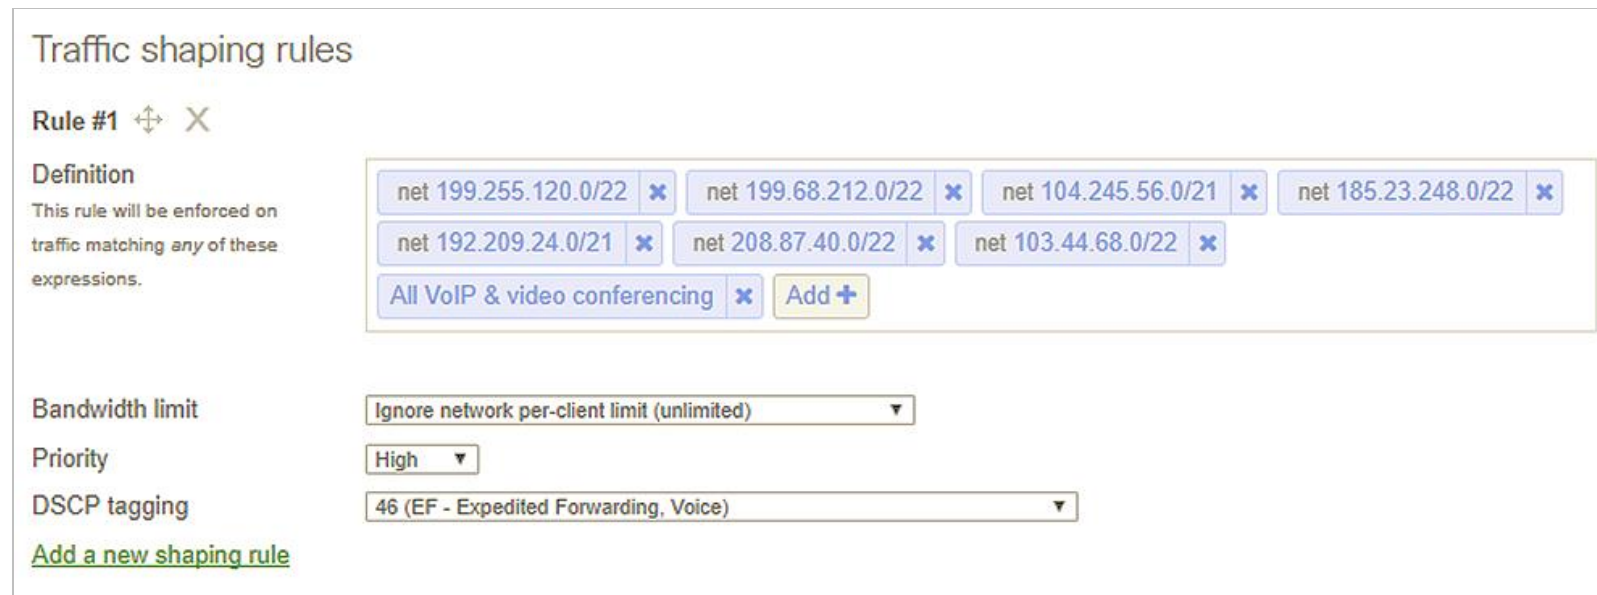 Traffic shaping rules
Rule #1
Definition
This rule will be enforced on
traffic matching any of these
expressions.
net 199.255.120.0/22 net 199.68.212.0/22 net 104.245.56.0/21 net 185.23.248.0/22
net 192.209.24.0/21 net 208.87.40.0/22 net 103.44.68.0/22
All VoIP & video conferencing Add +
Bandwidth limit Ignore network per-client limit (unlimited)
Priority High
DSCP tagging 46 (EF - Expedited Forwarding, Voice)
Add a new shaping rule